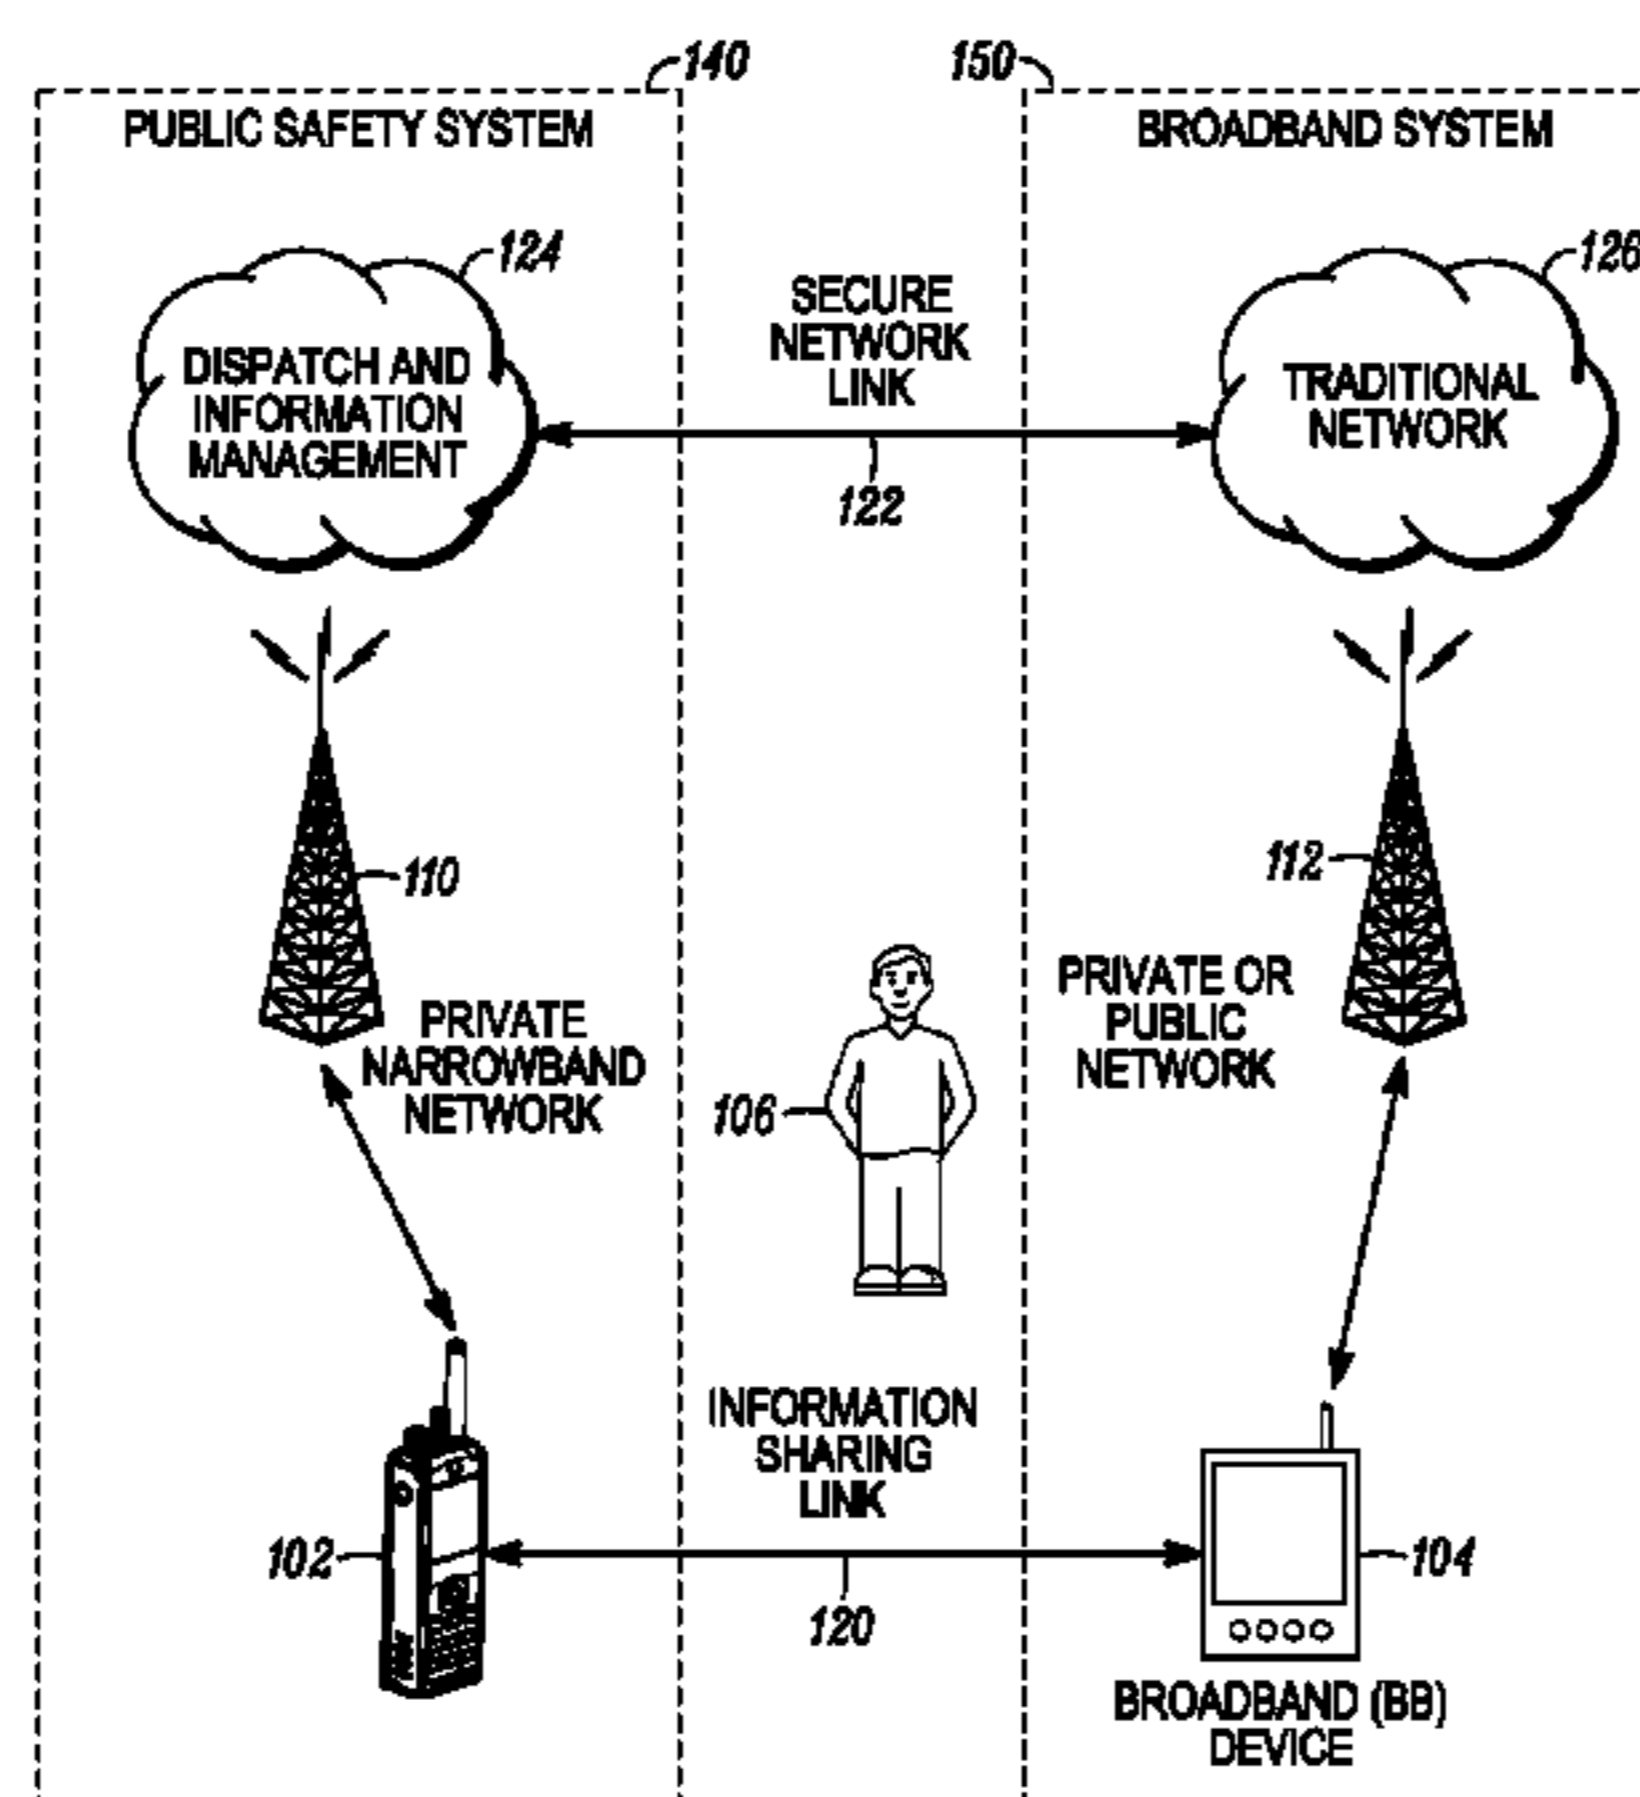 140
150
PUBLIC SAFETY SYSTEM
BROADBAND SYSTEM
124
126
SECURE
NETWORK
LINK
DISPATCH AND
INFORMATION
MANAGEMENT
TRADITIONAL
NETWORK
122
110
112
PRIVATE
NARROWBAND
NETWORK
PRIVATE OR
PUBLIC
NETWORK
106
INFORMATION
SHARING
LINK
102
104
120
BROADBAND (BB)
DEVICE